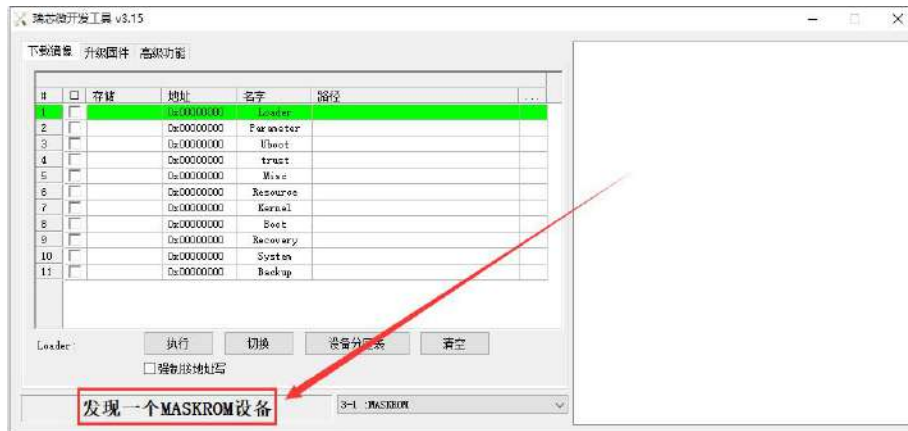 瑞芯微开发工具 v3.15
下载镜像 升级固件 高级功能
# 存储 地址 名字 路径 ...
1 0x00000000 Loader
2 0x00000000 Parameter
3 0x00000000 Uboot
4 0x00000000 trust
5 0x00000000 Misc
6 0x00000000 Resource
7 0x00000000 Kernel
8 0x00000000 Boot
9 0x00000000 Recovery
10 0x00000000 System
11 0x00000000 Backup
Loader: 执行 切换 设备分区表 清空
强制按地址写
发现一个MASKROM设备 3-1 :MASKROM